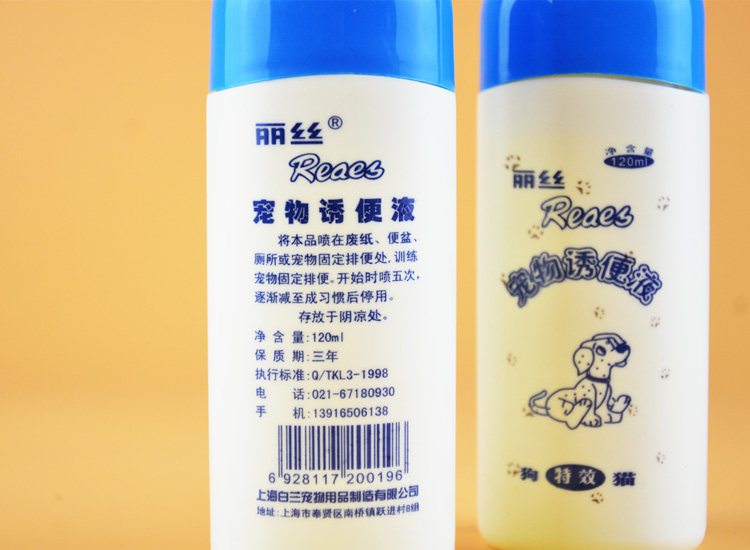 丽丝®
Reaes
宠物诱便液
将本品喷在废纸、便盆、
厕所或宠物固定排便处,训练
宠物固定排便。开始时喷五次,
逐渐减至成习惯后停用。
存放于阴凉处。
净含量:120ml
保质期:三年
执行标准:Q/TKL3-1998
电话:021-67180930
手机:13916506138
6 928117 200196
上海白兰宠物用品制造有限公司
地址:上海市奉贤区南桥镇跃进村8组
净含量
120ml
丽丝
Reaes
宠物诱便液
狗 特效 猫